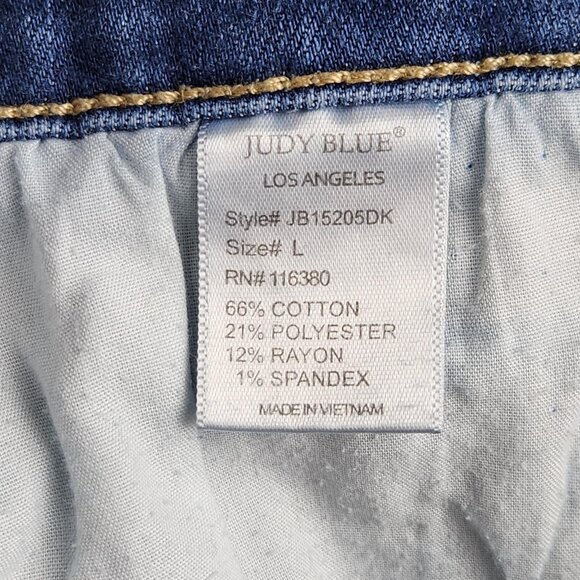 JUDY BLUE®
LOS ANGELES
Style# JB15205DK
Size# L
RN# 116380
66% COTTON
21% POLYESTER
12% RAYON
1% SPANDEX
MADE IN VIETNAM